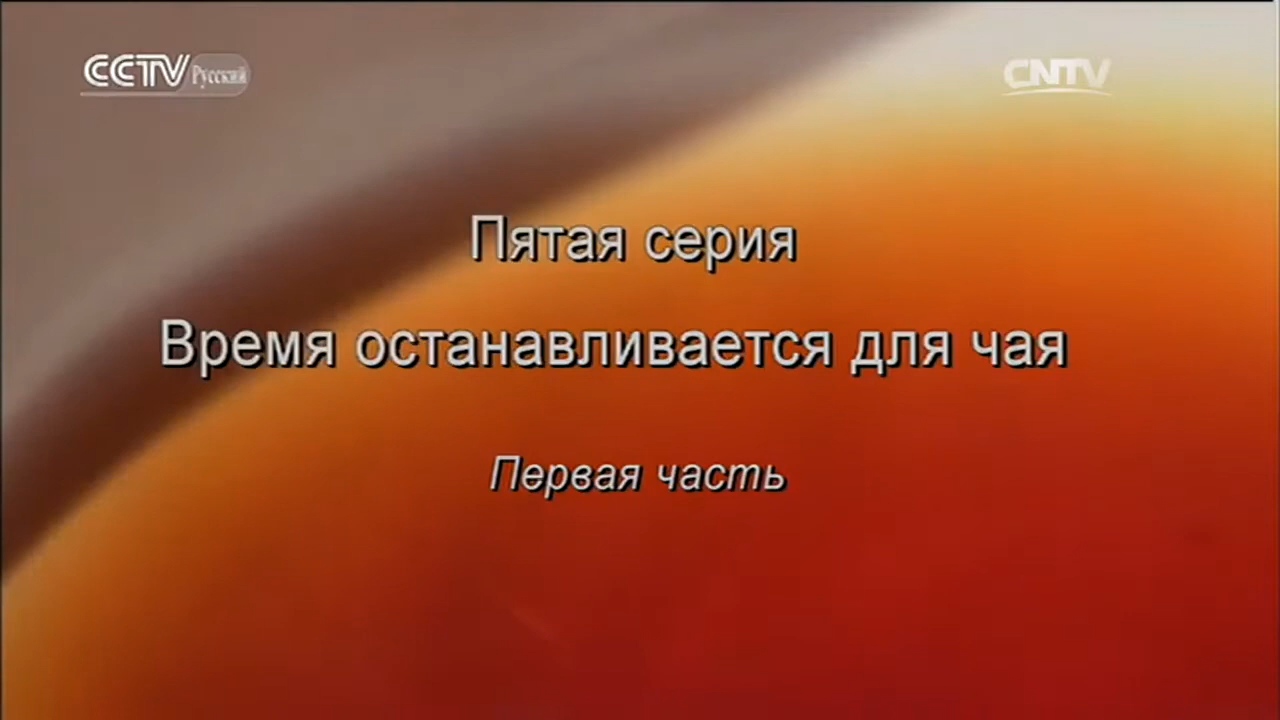 CCTV Русский
CNTV
Пятая серия
Время останавливается для чая
Первая часть